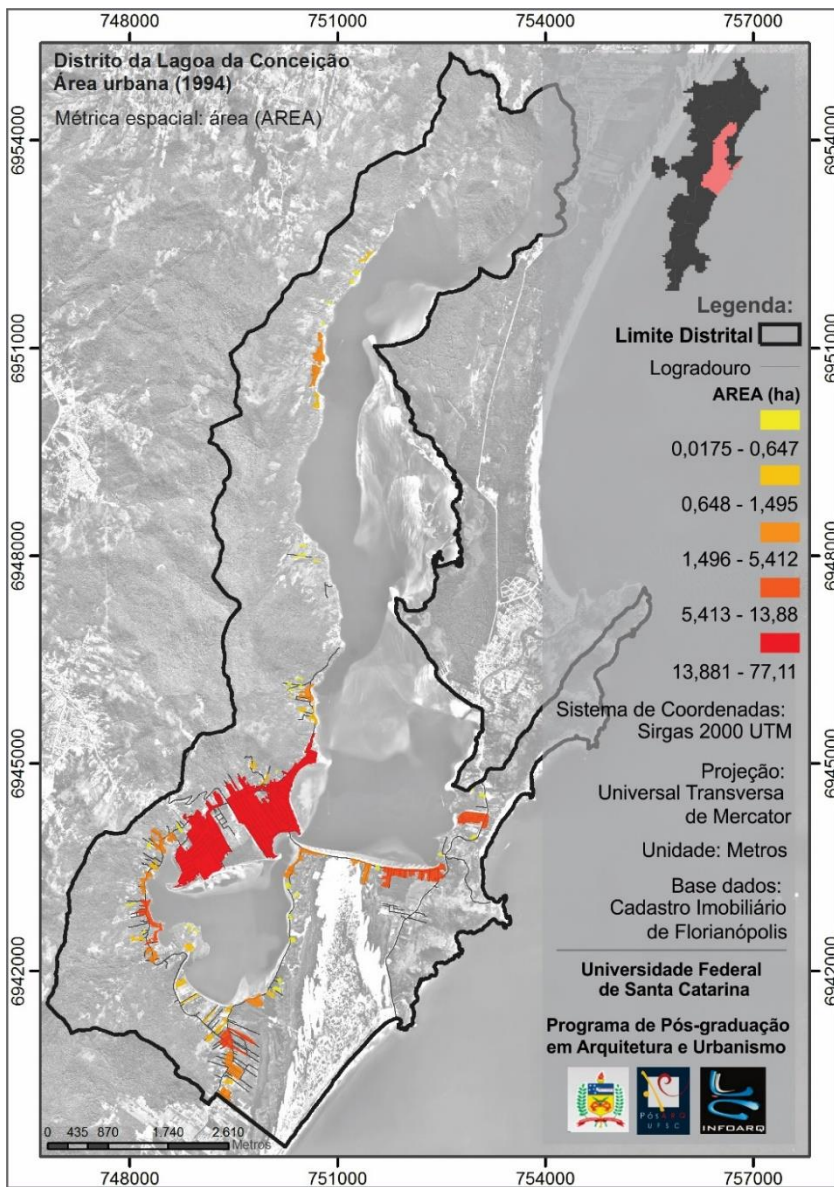 748000 751000 754000 757000
Distrito da Lagoa da Conceição
Área urbana (1994)
Métrica espacial: área (AREA)
6954000
6954000
6951000
6951000
6948000
6948000
6945000
6945000
6942000
6942000
Legenda:
Limite Distrital
Logradouro
AREA (ha)
0,0175 - 0,647
0,648 - 1,495
1,496 - 5,412
5,413 - 13,88
13,881 - 77,11
Sistema de Coordenadas:
Sirgas 2000 UTM
Projeção:
Universal Transversa
de Mercator
Unidade: Metros
Base dados:
Cadastro Imobiliário
de Florianópolis
Universidade Federal
de Santa Catarina
Programa de Pós-graduação
em Arquitetura e Urbanismo
PÓSARQ
UFSC
INFOARQ
0 435 870 1.740 2.610
Metros
748000 751000 754000 757000